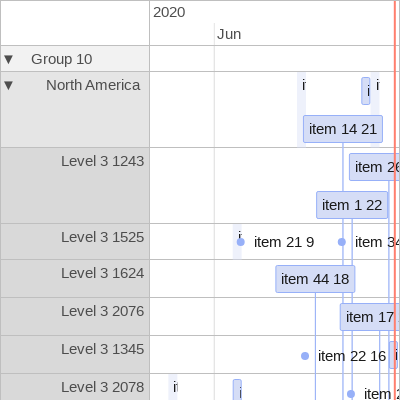 2020
Jun
▼ Group 10
▼ North America
item 14 21
Level 3 1243
item 26
item 1 22
Level 3 1525
item 21 9
item 34
Level 3 1624
item 44 18
Level 3 2076
item 17
Level 3 1345
item 22 16
Level 3 2078
item